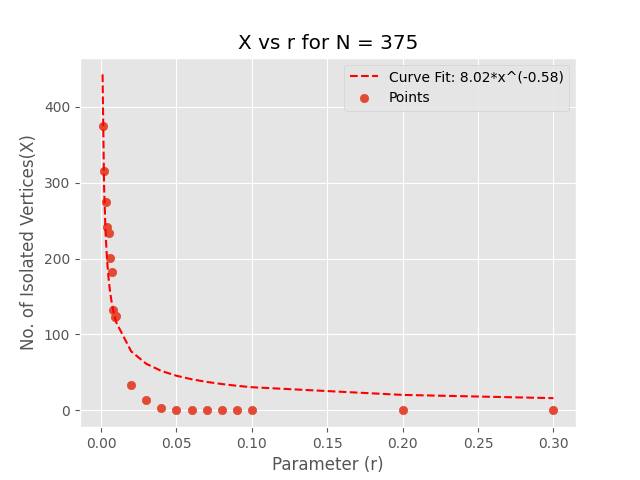 X vs r for N = 375
Curve Fit: 8.02*x^(-0.58)
Points
No. of Isolated Vertices(X)
400
300
200
100
0
0.00 0.05 0.10 0.15 0.20 0.25 0.30
Parameter (r)